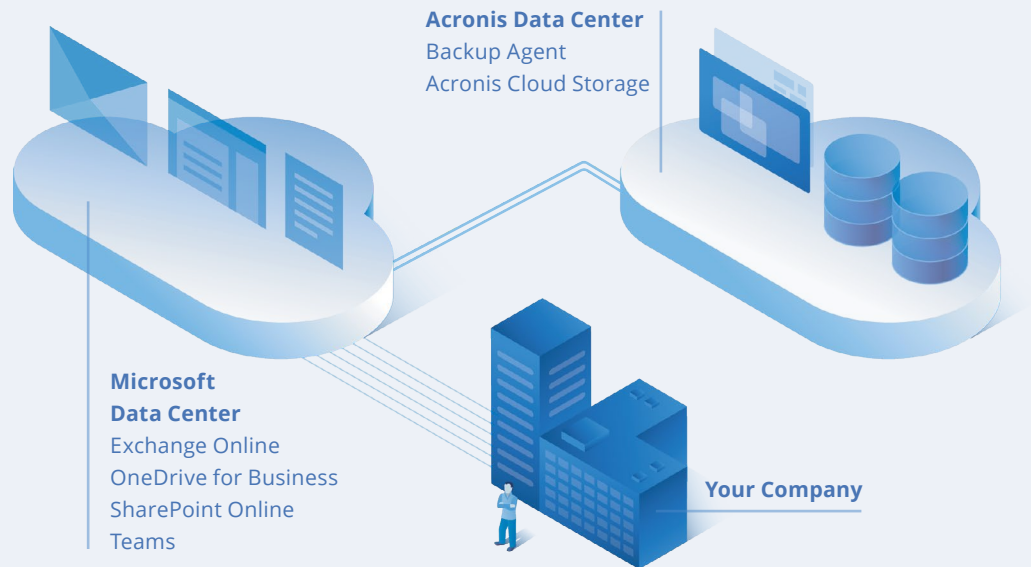 Acronis Data Center
Backup Agent
Acronis Cloud Storage
Microsoft
Data Center
Exchange Online
OneDrive for Business
SharePoint Online
Teams
Your Company